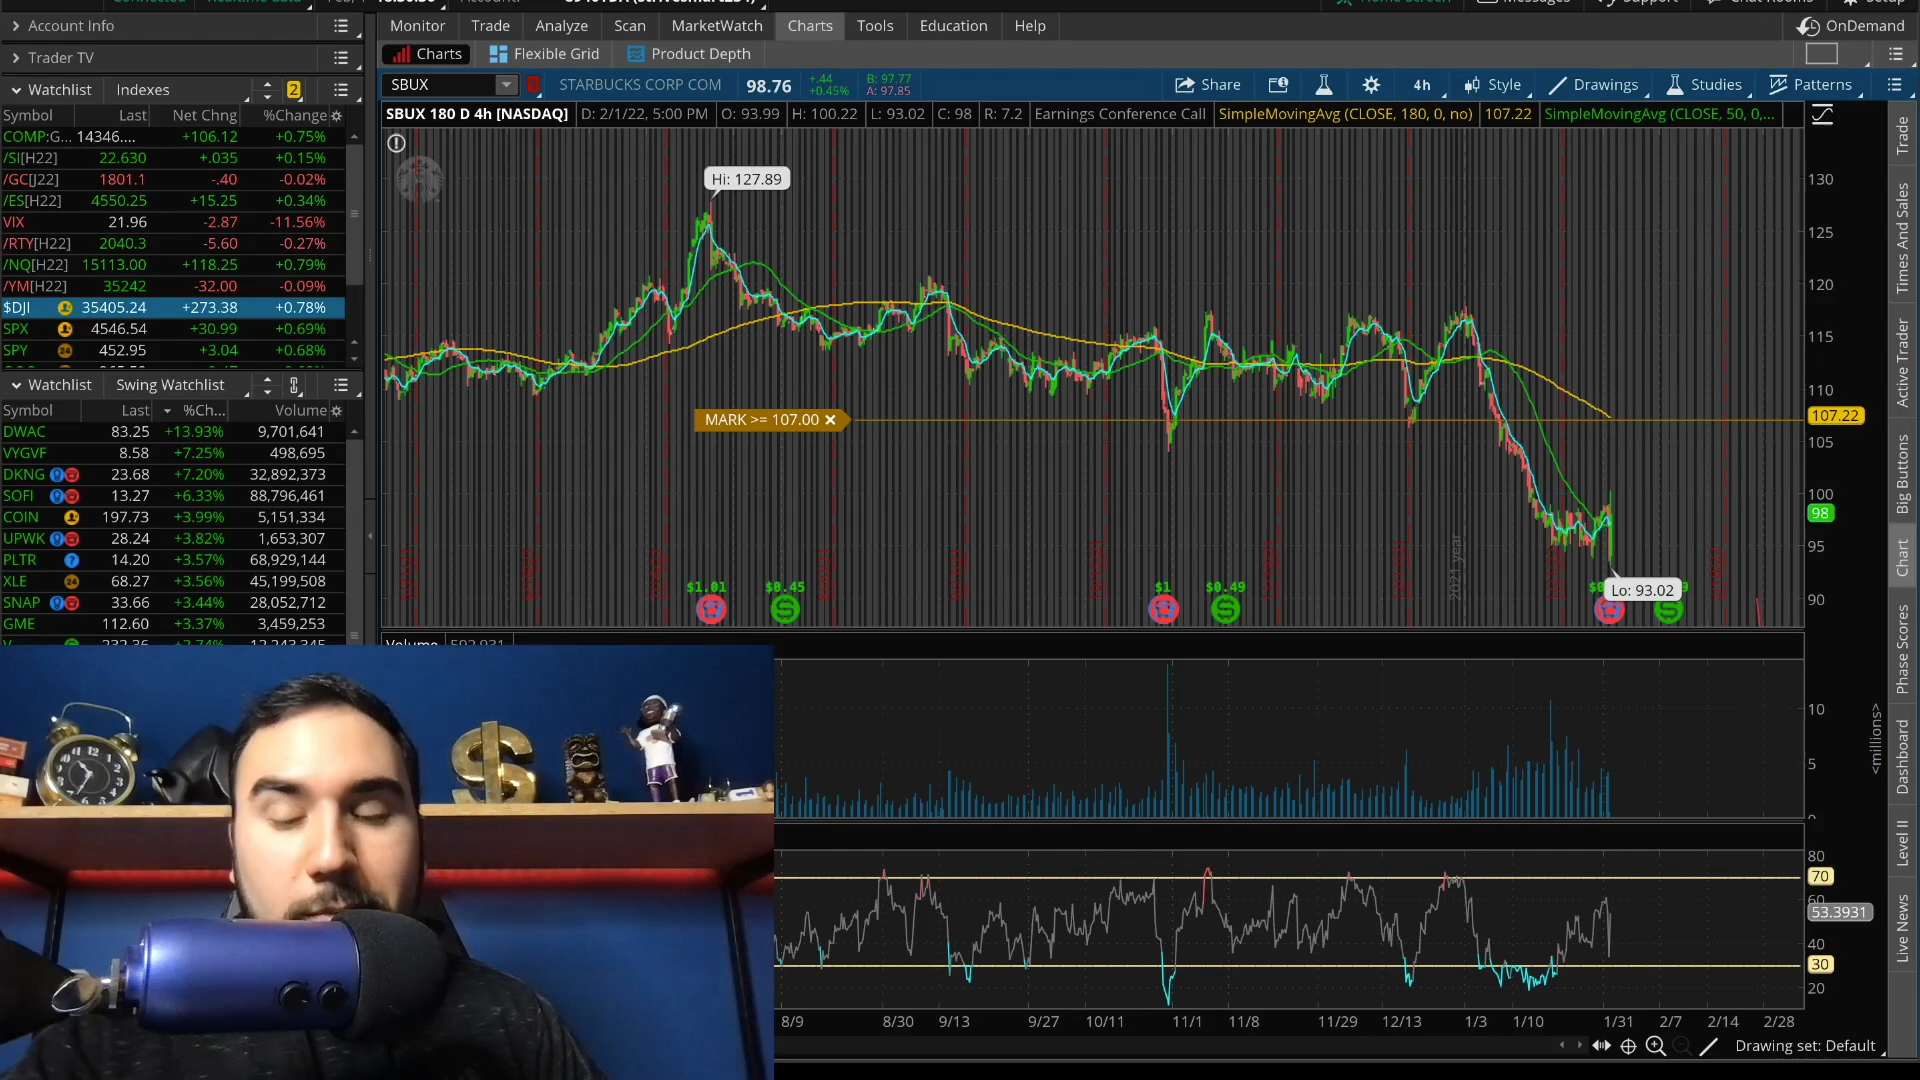 Account Info
Trader TV
Watchlist Indexes 2
Symbol Last Net Chng %Change
COMP:G... 14346.... +106.12 +0.75%
/SI[H22] 22.630 +.035 +0.15%
/GC[J22] 1801.1 -.40 -0.02%
/ES[H22] 4550.25 +15.25 +0.34%
VIX 21.96 -2.87 -11.56%
/RTY[H22] 2040.3 -5.60 -0.27%
/NQ[H22] 15113.00 +118.25 +0.79%
/YM[H22] 35242 -32.00 -0.09%
$DJI 35405.24 +273.38 +0.78%
SPX 4546.54 +30.99 +0.69%
SPY 24 452.95 +3.04 +0.68%
Watchlist Swing Watchlist
Symbol Last %Ch... Volume
DWAC 83.25 +13.93% 9,701,641
VYGVF 8.58 +7.25% 498,695
DKNG 23.68 +7.20% 32,892,373
SOFI 13.27 +6.33% 88,796,461
COIN 197.73 +3.99% 5,151,334
UPWK 28.24 +3.82% 1,653,307
PLTR ? 14.20 +3.57% 68,929,144
XLE 24 68.27 +3.56% 45,199,508
SNAP 33.66 +3.44% 28,052,712
GME 112.60 +3.37% 3,459,253
Monitor Trade Analyze Scan MarketWatch Charts Tools Education Help
OnDemand
Charts Flexible Grid Product Depth
SBUX STARBUCKS CORP COM 98.76 +.44 +0.45% B: 97.77 A: 97.85 Share 4h Style Drawings Studies Patterns
SBUX 180 D 4h [NASDAQ] D: 2/1/22, 5:00 PM O: 93.99 H: 100.22 L: 93.02 C: 98 R: 7.2 Earnings Conference Call SimpleMovingAvg (CLOSE, 180, 0, no) 107.22 SimpleMovingAvg (CLOSE, 50, 0,...
Hi: 127.89
MARK >= 107.00
Lo: 93.02
$1.01 $0.45 $1 $0.49
2021 year
130
125
120
115
110
107.22
105
100
98
95
90
Volume 592,931
10
5
<millions>
80
70
60
53.3931
40
30
20
8/9 8/30 9/13 9/27 10/11 11/1 11/8 11/29 12/13 1/3 1/10 1/31 2/7 2/14 2/28
Drawing set: Default
Trade
Times And Sales
Active Trader
Big Buttons
Chart
Phase Scores
Dashboard
Level II
Live News